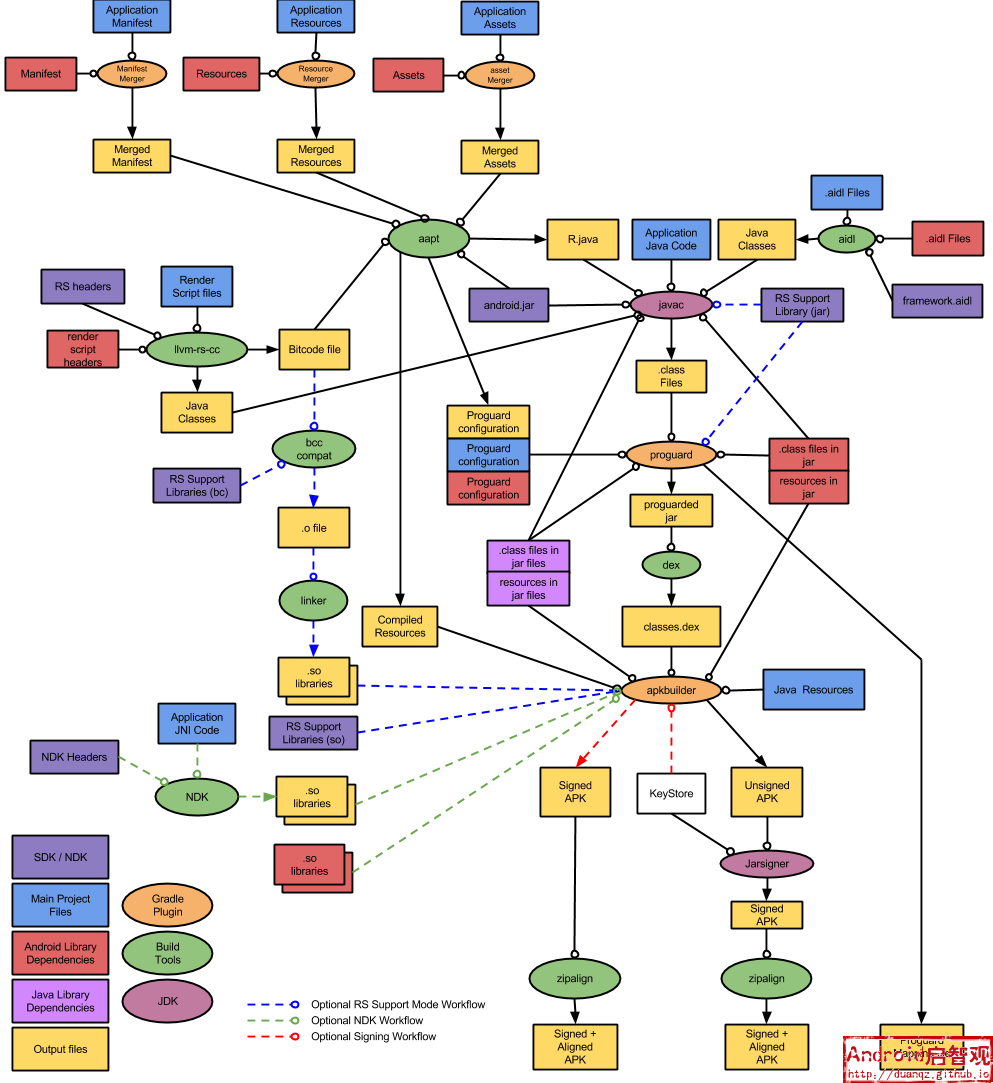 Application
Manifest
Application
Resources
Application
Assets
Manifest
Manifest
Merger
Resources
Resource
Merger
Assets
asset
Merger
Merged
Manifest
Merged
Resources
Merged
Assets
.aidl Files
aapt
R.java
Application
Java Code
Java
Classes
aidl
.aidl Files
RS headers
Render
Script files
android.jar
javac
RS Support
Library (jar)
framework.aidl
render
script
headers
llvm-rs-cc
Bitcode file
.class
Files
Java
Classes
Proguard
configuration
Proguard
configuration
Proguard
configuration
bcc
compat
proguard
.class files in
jar
resources in
jar
RS Support
Libraries (bc)
.o file
proguarded
jar
.class files in
jar files
resources in
jar files
dex
linker
Compiled
Resources
classes.dex
.so
libraries
apkbuilder
Java  Resources
Application
JNI Code
RS Support
Libraries (so)
NDK Headers
NDK
.so
libraries
Signed
APK
KeyStore
Unsigned
APK
.so
libraries
Jarsigner
SDK / NDK
Main Project
Files
Gradle
Plugin
Signed
APK
Android Library
Dependencies
Build
Tools
zipalign
zipalign
Java Library
Dependencies
JDK
Optional RS Support Mode Workflow
Optional NDK Workflow
Optional Signing Workflow
Output files
Signed +
Aligned
APK
Signed +
Aligned
APK
Proguard
Android启智观
http://duanqz.github.io